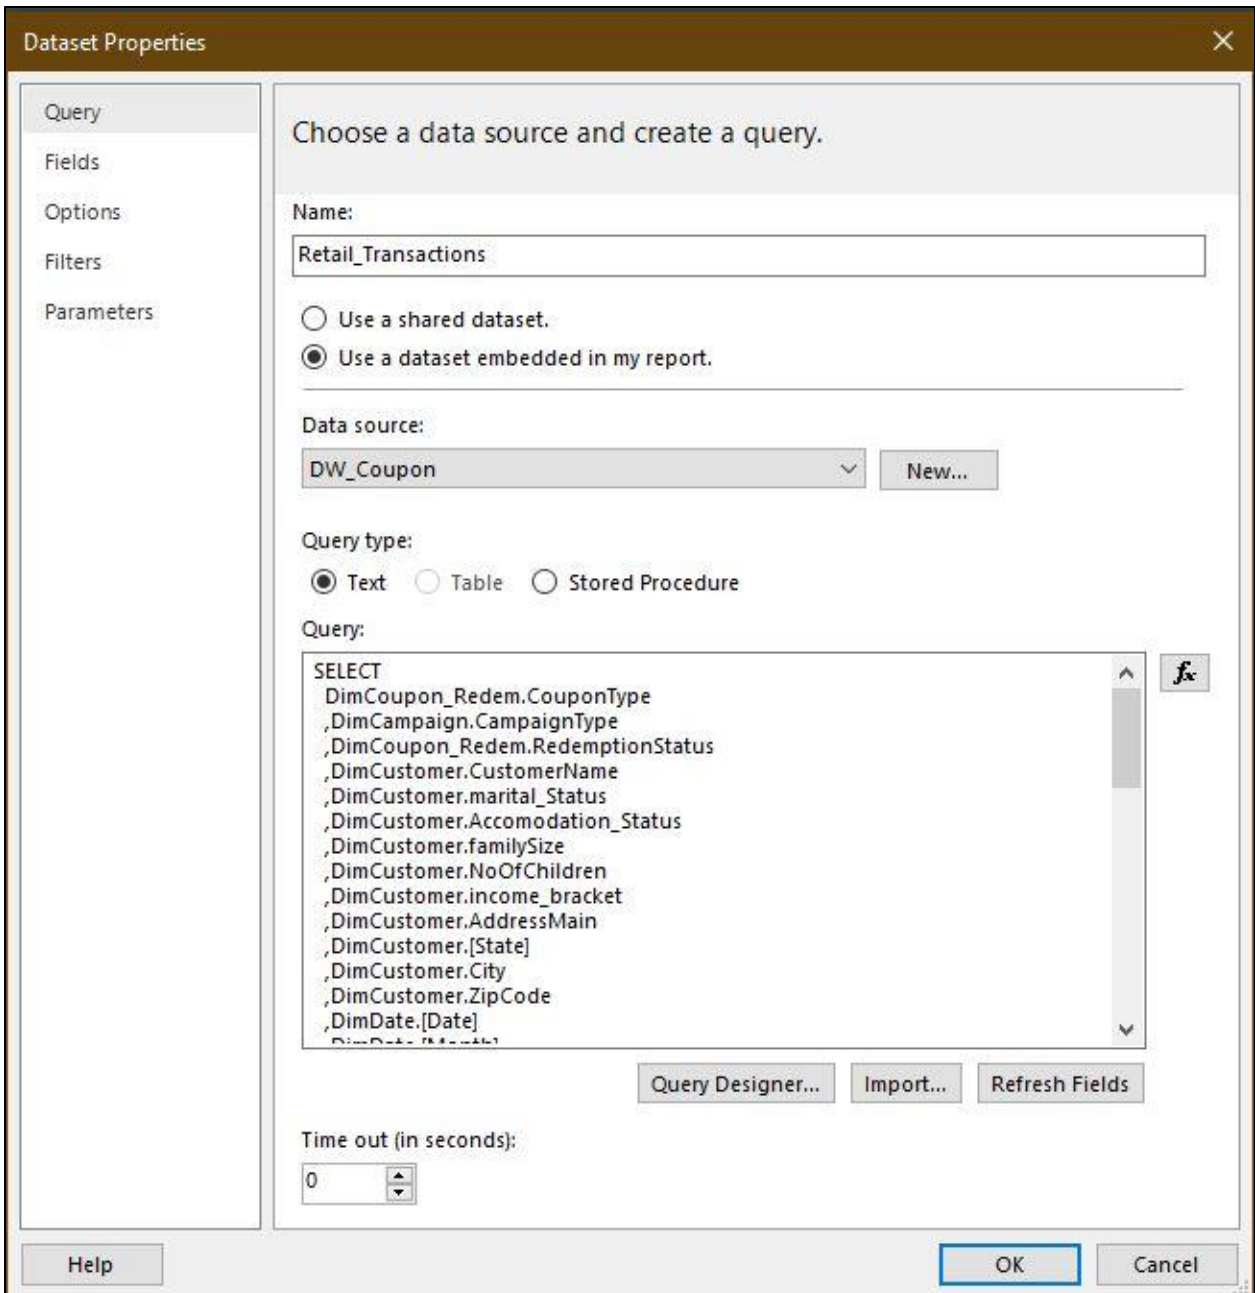 Dataset Properties
Query
Fields
Options
Filters
Parameters
Choose a data source and create a query.
Name:
Retail_Transactions
Use a shared dataset.
Use a dataset embedded in my report.
Data source:
DW_Coupon
New...
Query type:
Text Table Stored Procedure
Query:
SELECT
DimCoupon_Redem.CouponType
,DimCampaign.CampaignType
,DimCoupon_Redem.RedemptionStatus
,DimCustomer.CustomerName
,DimCustomer.marital_Status
,DimCustomer.Accomodation_Status
,DimCustomer.familySize
,DimCustomer.NoOfChildren
,DimCustomer.income_bracket
,DimCustomer.AddressMain
,DimCustomer.[State]
,DimCustomer.City
,DimCustomer.ZipCode
,DimDate.[Date]
,DimDate.[Month]
fx
Query Designer... Import... Refresh Fields
Time out (in seconds):
0
Help OK Cancel